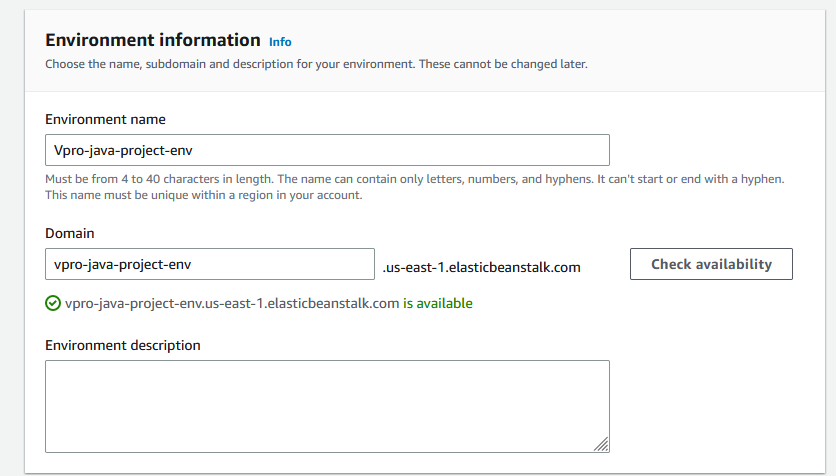 Environment information Info
Choose the name, subdomain and description for your environment. These cannot be changed later.
Environment name
Vpro-java-project-env
Must be from 4 to 40 characters in length. The name can contain only letters, numbers, and hyphens. It can't start or end with a hyphen.
This name must be unique within a region in your account.
Domain
vpro-java-project-env .us-east-1.elasticbeanstalk.com Check availability
vpro-java-project-env.us-east-1.elasticbeanstalk.com is available
Environment description